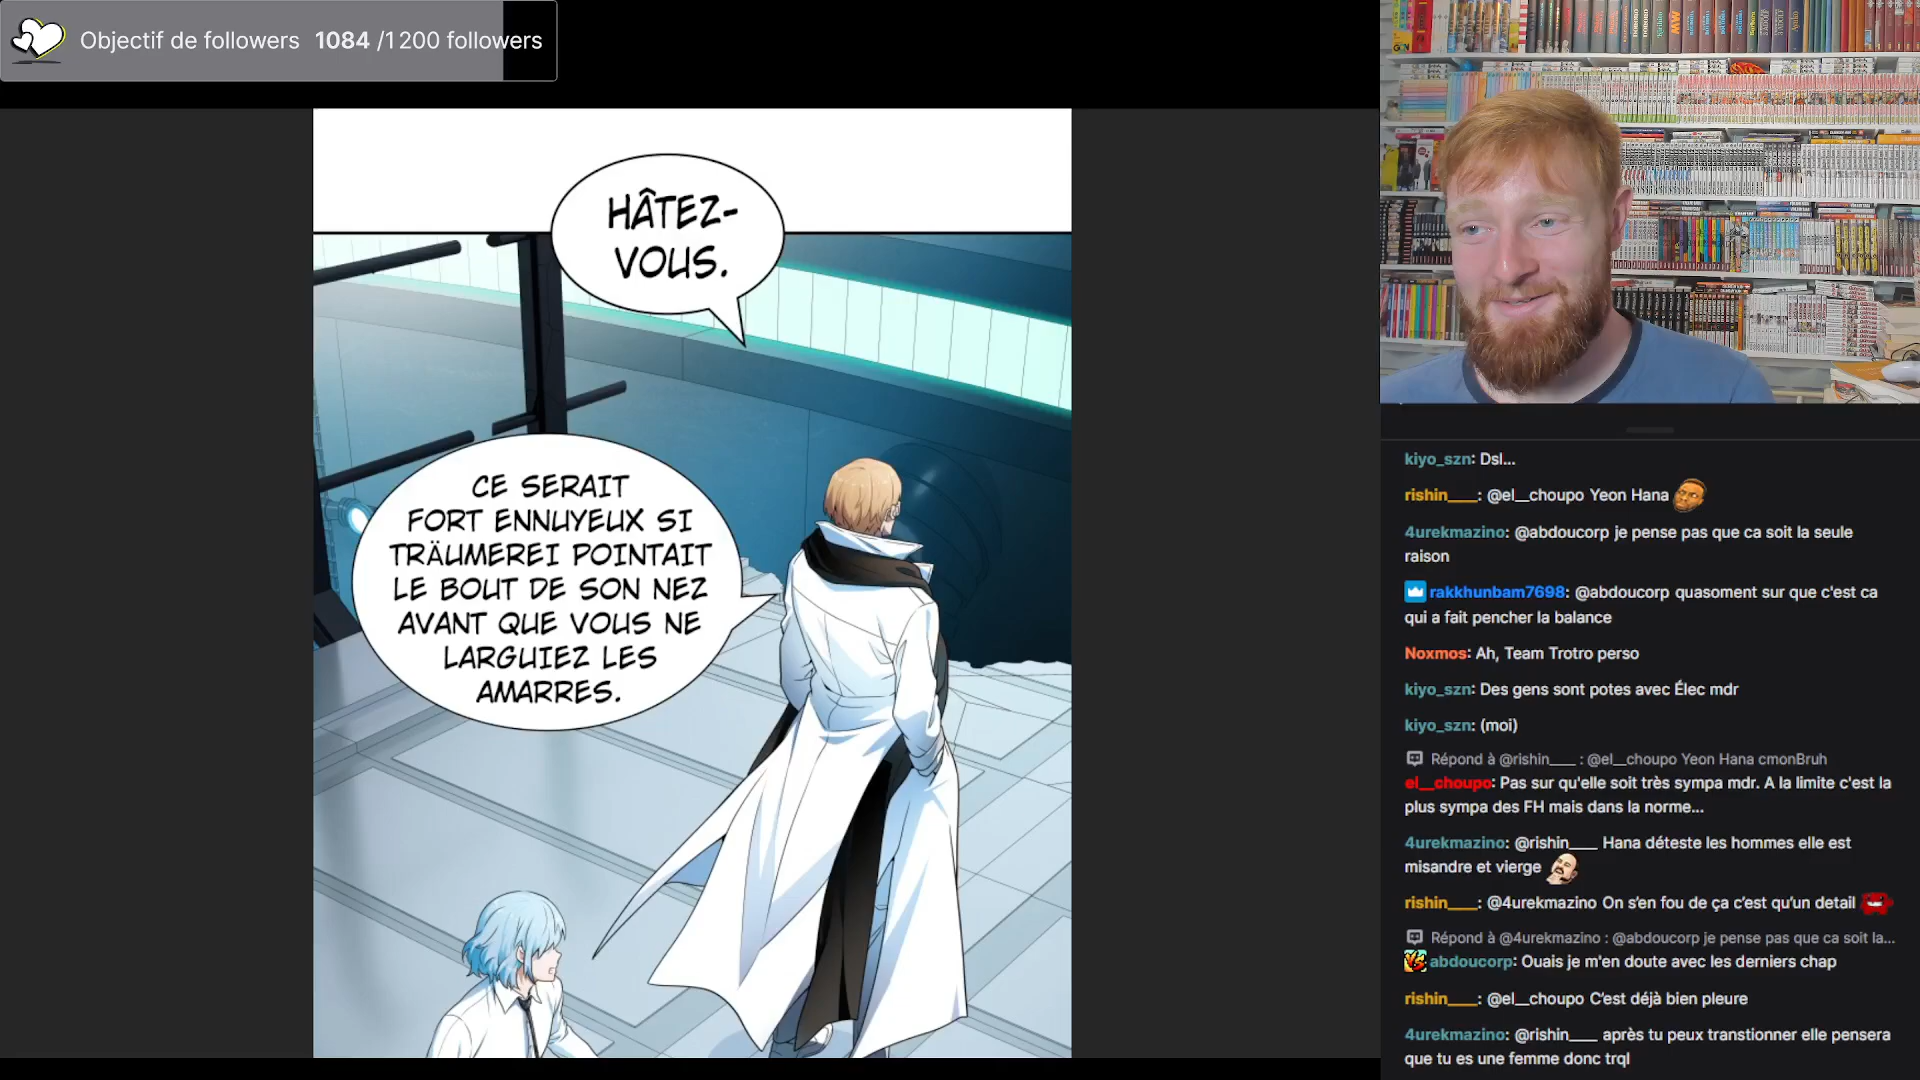 Objectif de followers 1084 /1 200 followers
HÂTEZ-
VOUS.
CE SERAIT
FORT ENNUYEUX SI
TRÄUMEREI POINTAIT
LE BOUT DE SON NEZ
AVANT QUE VOUS NE
LARGUIEZ LES
AMARRES.
kiyo_szn: Dsl...
rishin____: @el__choupo Yeon Hana
4urekmazino: @abdoucorp je pense pas que ca soit la seule
raison
rakkhunbam7698: @abdoucorp quasoment sur que c'est ca
qui a fait pencher la balance
Noxmos: Ah, Team Trotro perso
kiyo_szn: Des gens sont potes avec Élec mdr
kiyo_szn: (moi)
Répond à @rishin____ : @el__choupo Yeon Hana cmonBruh
el__choupo: Pas sur qu'elle soit très sympa mdr. A la limite c'est la
plus sympa des FH mais dans la norme...
4urekmazino: @rishin____ Hana déteste les hommes elle est
misandre et vierge
rishin____: @4urekmazino On s'en fou de ça c'est qu'un detail
Répond à @4urekmazino : @abdoucorp je pense pas que ca soit la...
abdoucorp: Ouais je m'en doute avec les derniers chap
rishin____: @el__choupo C'est déjà bien pleure
4urekmazino: @rishin____ après tu peux transtionner elle pensera
que tu es une femme donc trql